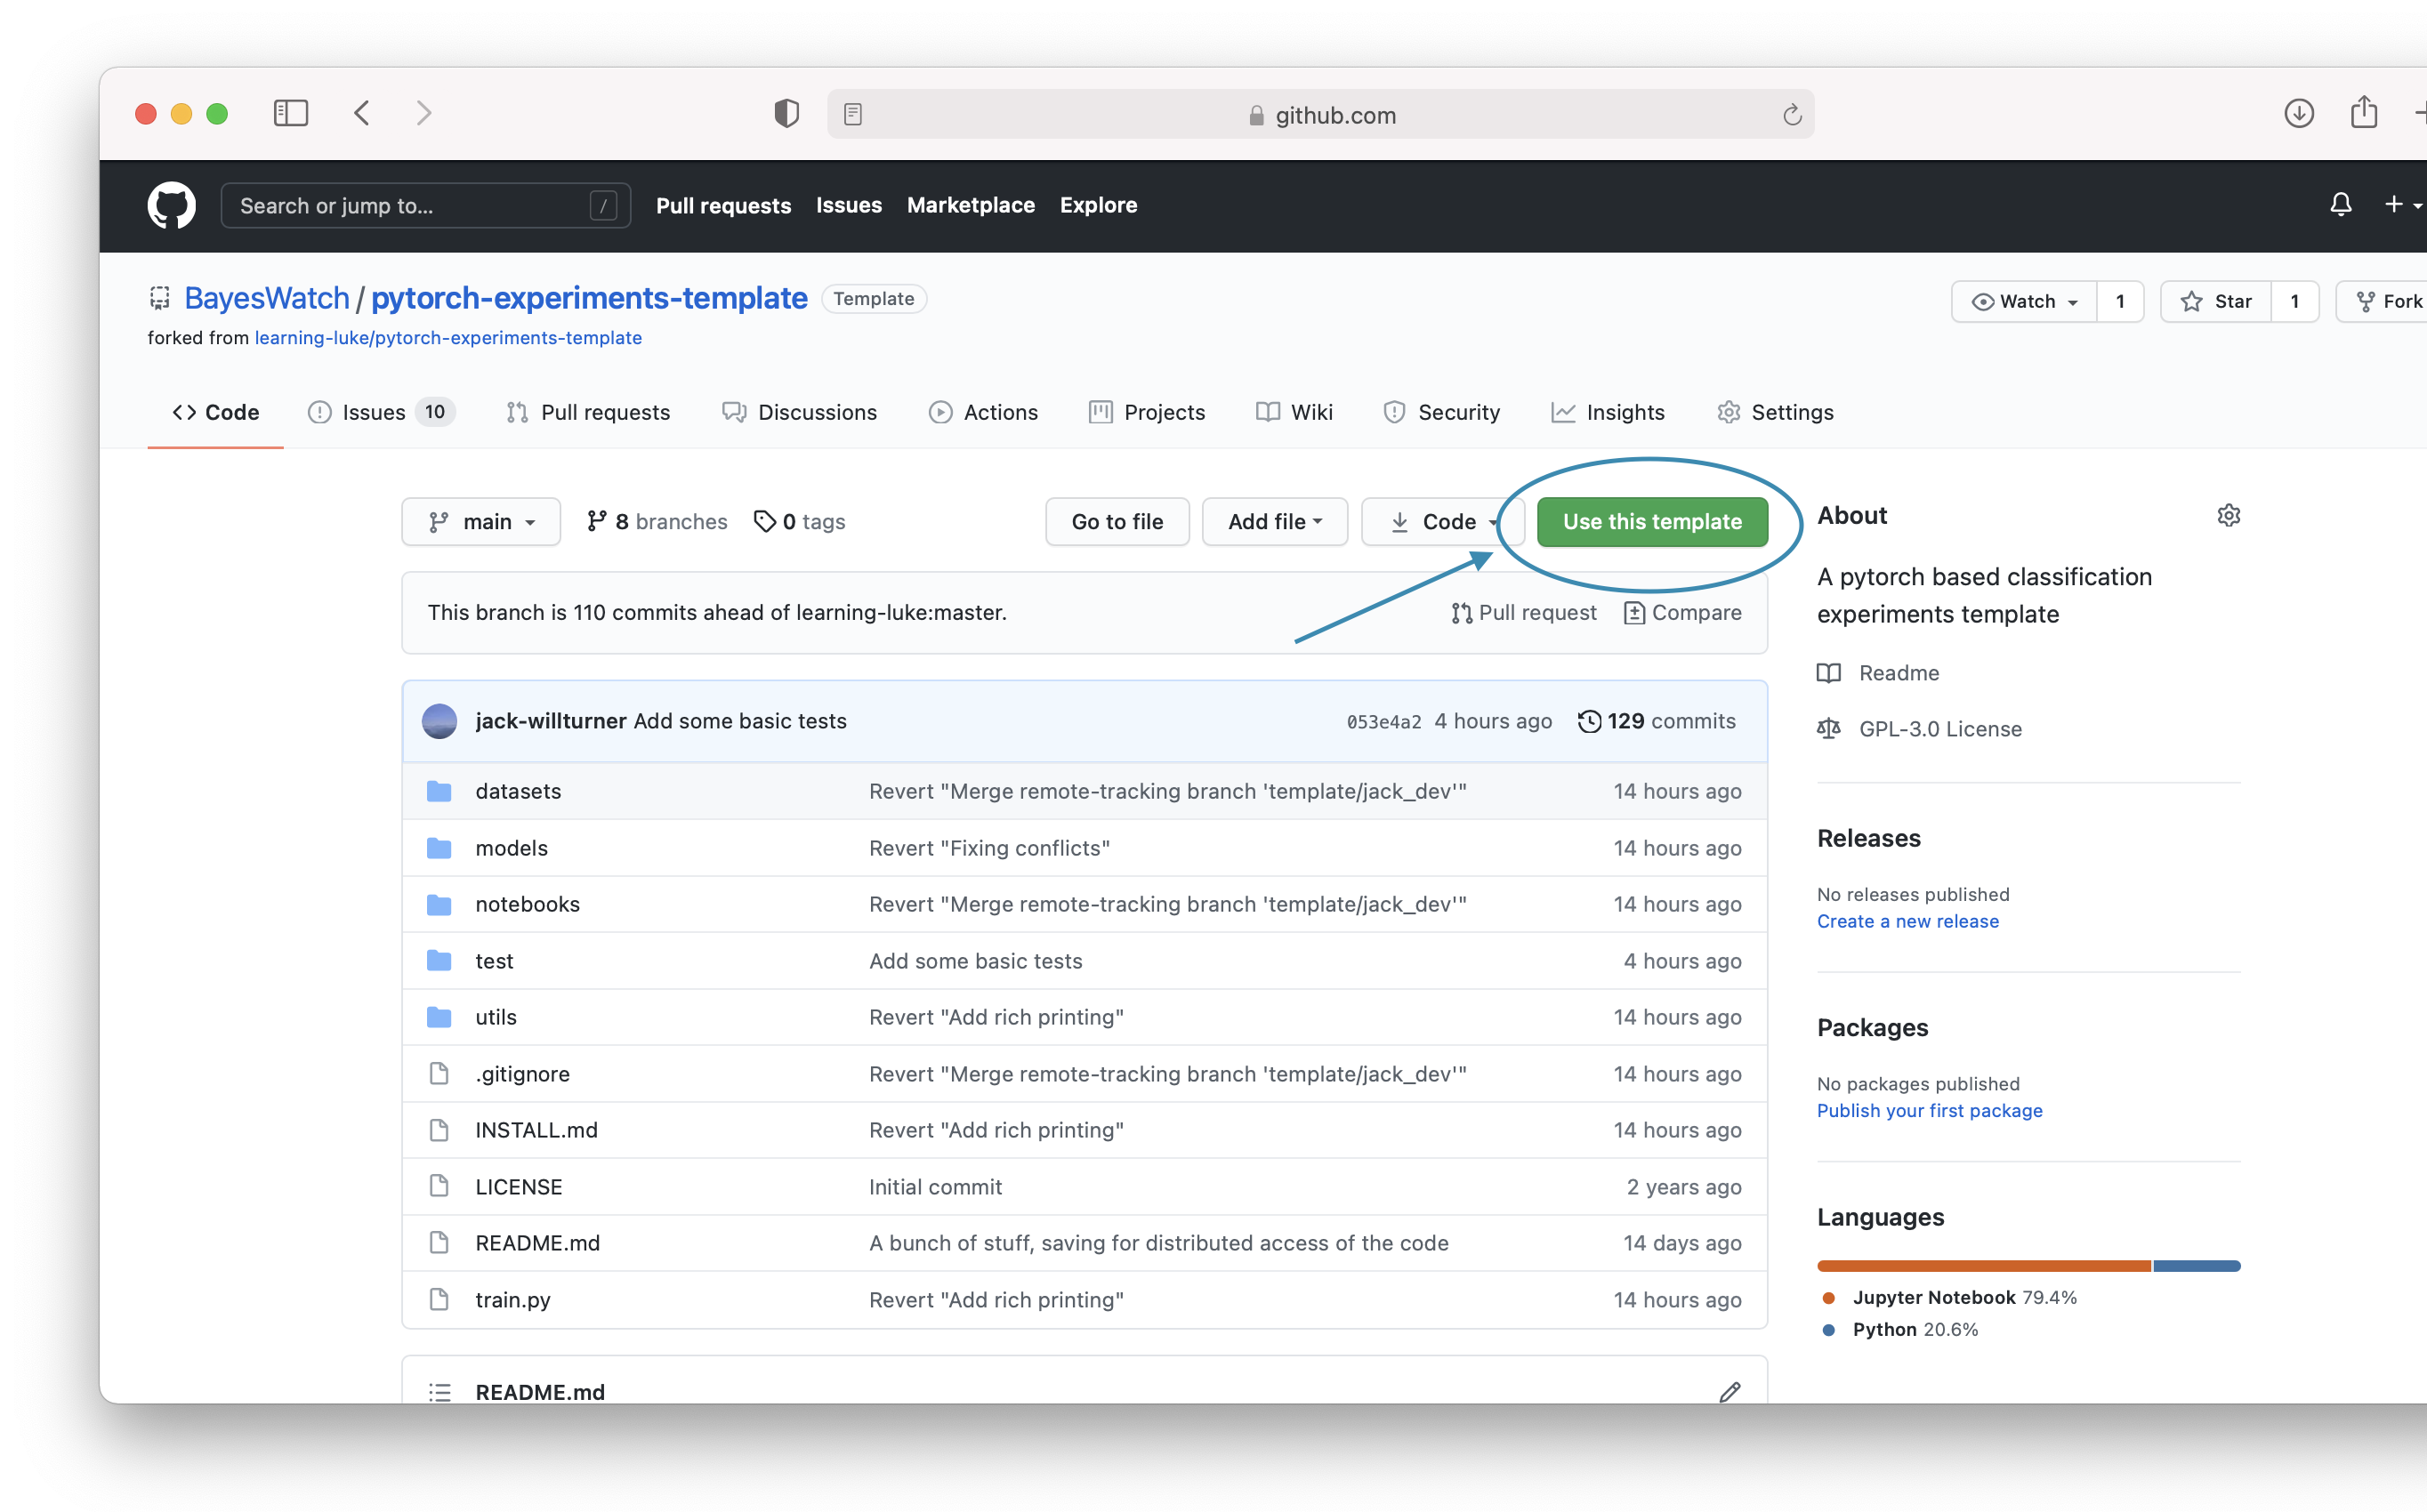 github.com
Search or jump to... / Pull requests Issues Marketplace Explore
BayesWatch / pytorch-experiments-template Template
Watch 1 Star 1 Fork
forked from learning-luke/pytorch-experiments-template
Code Issues 10 Pull requests Discussions Actions Projects Wiki Security Insights Settings
main 8 branches 0 tags Go to file Add file Code Use this template
This branch is 110 commits ahead of learning-luke:master. Pull request Compare
jack-willturner Add some basic tests 053e4a2 4 hours ago 129 commits
datasets Revert "Merge remote-tracking branch 'template/jack_dev'" 14 hours ago
models Revert "Fixing conflicts" 14 hours ago
notebooks Revert "Merge remote-tracking branch 'template/jack_dev'" 14 hours ago
test Add some basic tests 4 hours ago
utils Revert "Add rich printing" 14 hours ago
.gitignore Revert "Merge remote-tracking branch 'template/jack_dev'" 14 hours ago
INSTALL.md Revert "Add rich printing" 14 hours ago
LICENSE Initial commit 2 years ago
README.md A bunch of stuff, saving for distributed access of the code 14 days ago
train.py Revert "Add rich printing" 14 hours ago
README.md
About
A pytorch based classification
experiments template
Readme
GPL-3.0 License
Releases
No releases published
Create a new release
Packages
No packages published
Publish your first package
Languages
Jupyter Notebook 79.4%
Python 20.6%